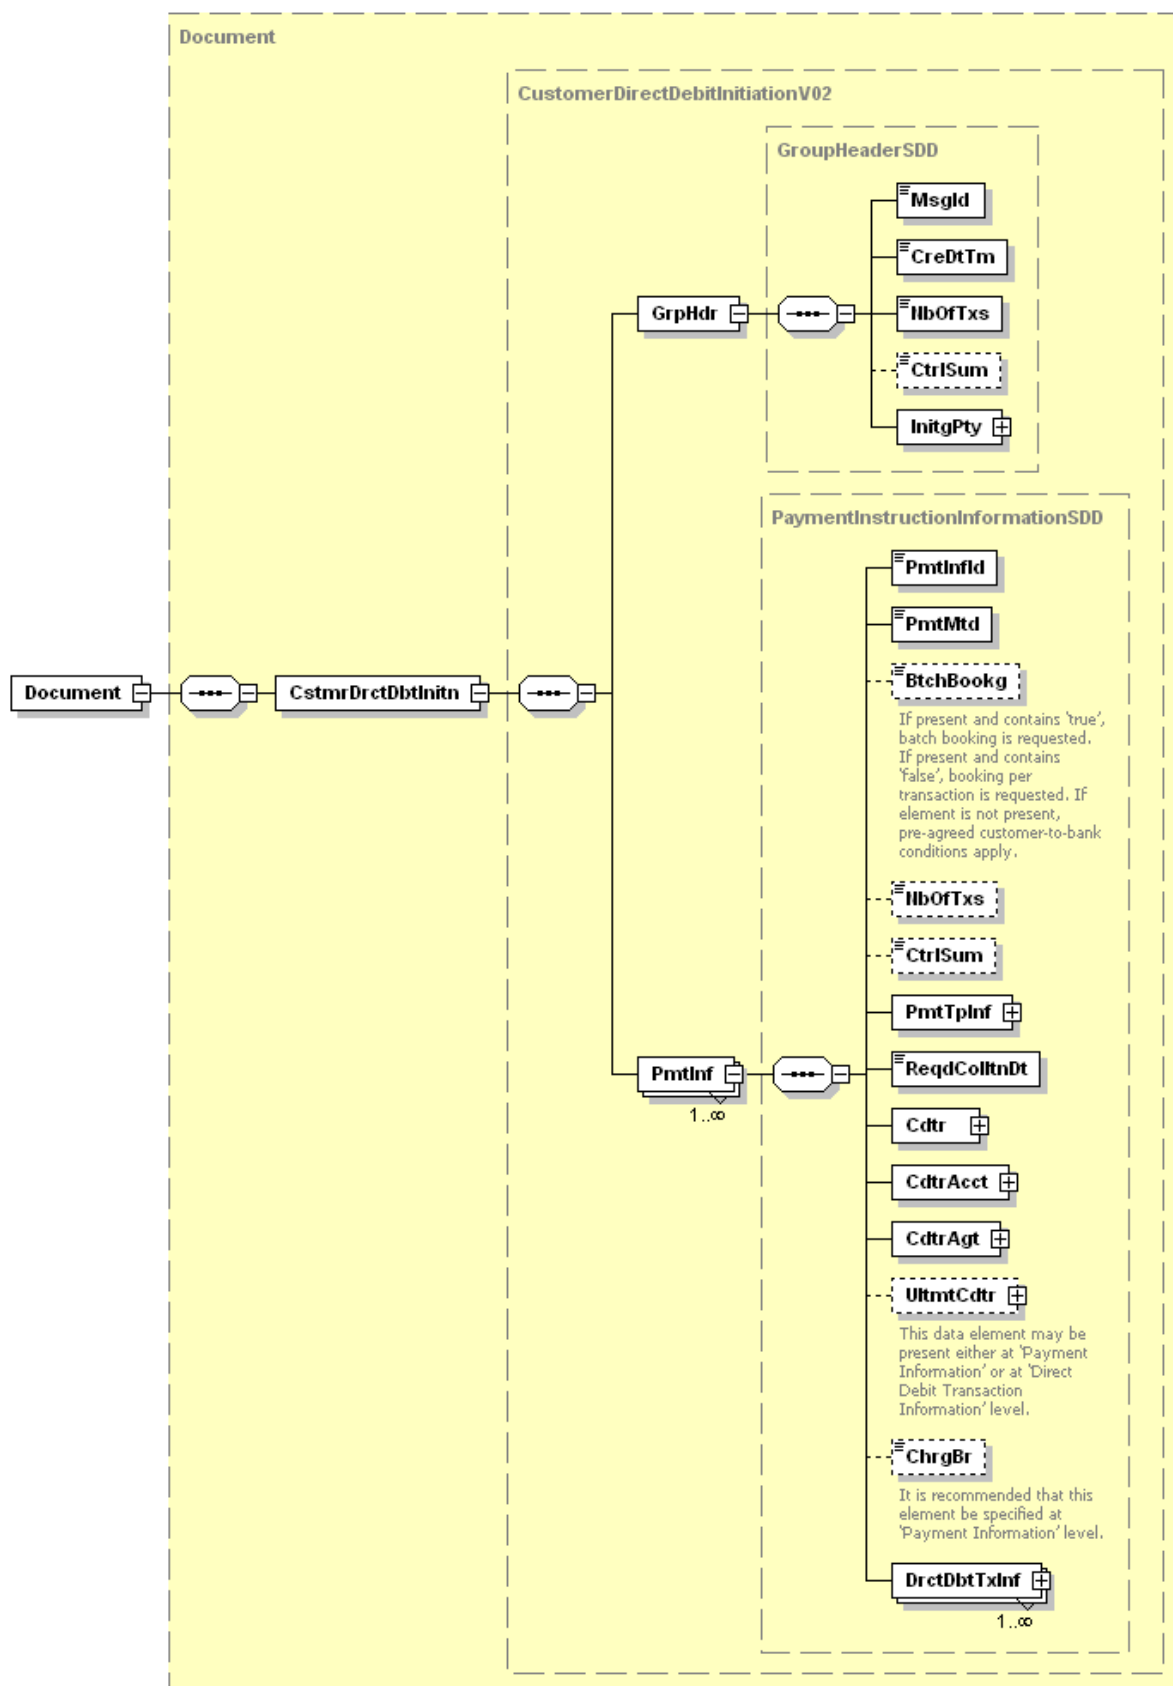 Document
CustomerDirectDebitInitiationV02
GroupHeaderSDD
MsgId
CreDtTm
GrpHdr
NbOfTxs
CtrlSum
InitgPty
PaymentInstructionInformationSDD
PmtInfId
PmtMtd
Document
CstmrDrctDbtInitn
BtchBookg
If present and contains 'true',
batch booking is requested.
If present and contains
'false', booking per
transaction is requested. If
element is not present,
pre-agreed customer-to-bank
conditions apply.
NbOfTxs
CtrlSum
PmtTpInf
PmtInf
1..∞
ReqdColltnDt
Cdtr
CdtrAcct
CdtrAgt
UltmtCdtr
This data element may be
present either at 'Payment
Information' or at 'Direct
Debit Transaction
Information' level.
ChrgBr
It is recommended that this
element be specified at
'Payment Information' level.
DrctDbtTxInf
1..∞